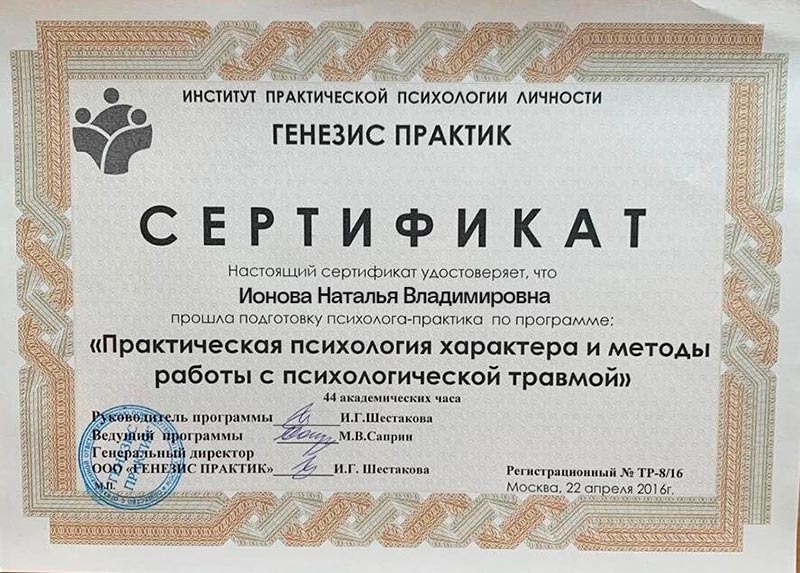 ИНСТИТУТ ПРАКТИЧЕСКОЙ ПСИХОЛОГИИ ЛИЧНОСТИ
ГЕНЕЗИС ПРАКТИК
СЕРТИФИКАТ
Настоящий сертификат удостоверяет, что
Ионова Наталья Владимировна
прошла подготовку психолога-практика по программе:
«Практическая психология характера и методы
работы с психологической травмой»
44 академических часа
Руководитель программы И.Г.Шестакова
Ведущий программы М.В.Саприн
Генеральный директор
ООО «ГЕНЕЗИС ПРАКТИК» И.Г. Шестакова
М.П.
ГЕНЕЗИС
ПРАКТИК
Регистрационный № ТР-8/16
Москва, 22 апреля 2016г.